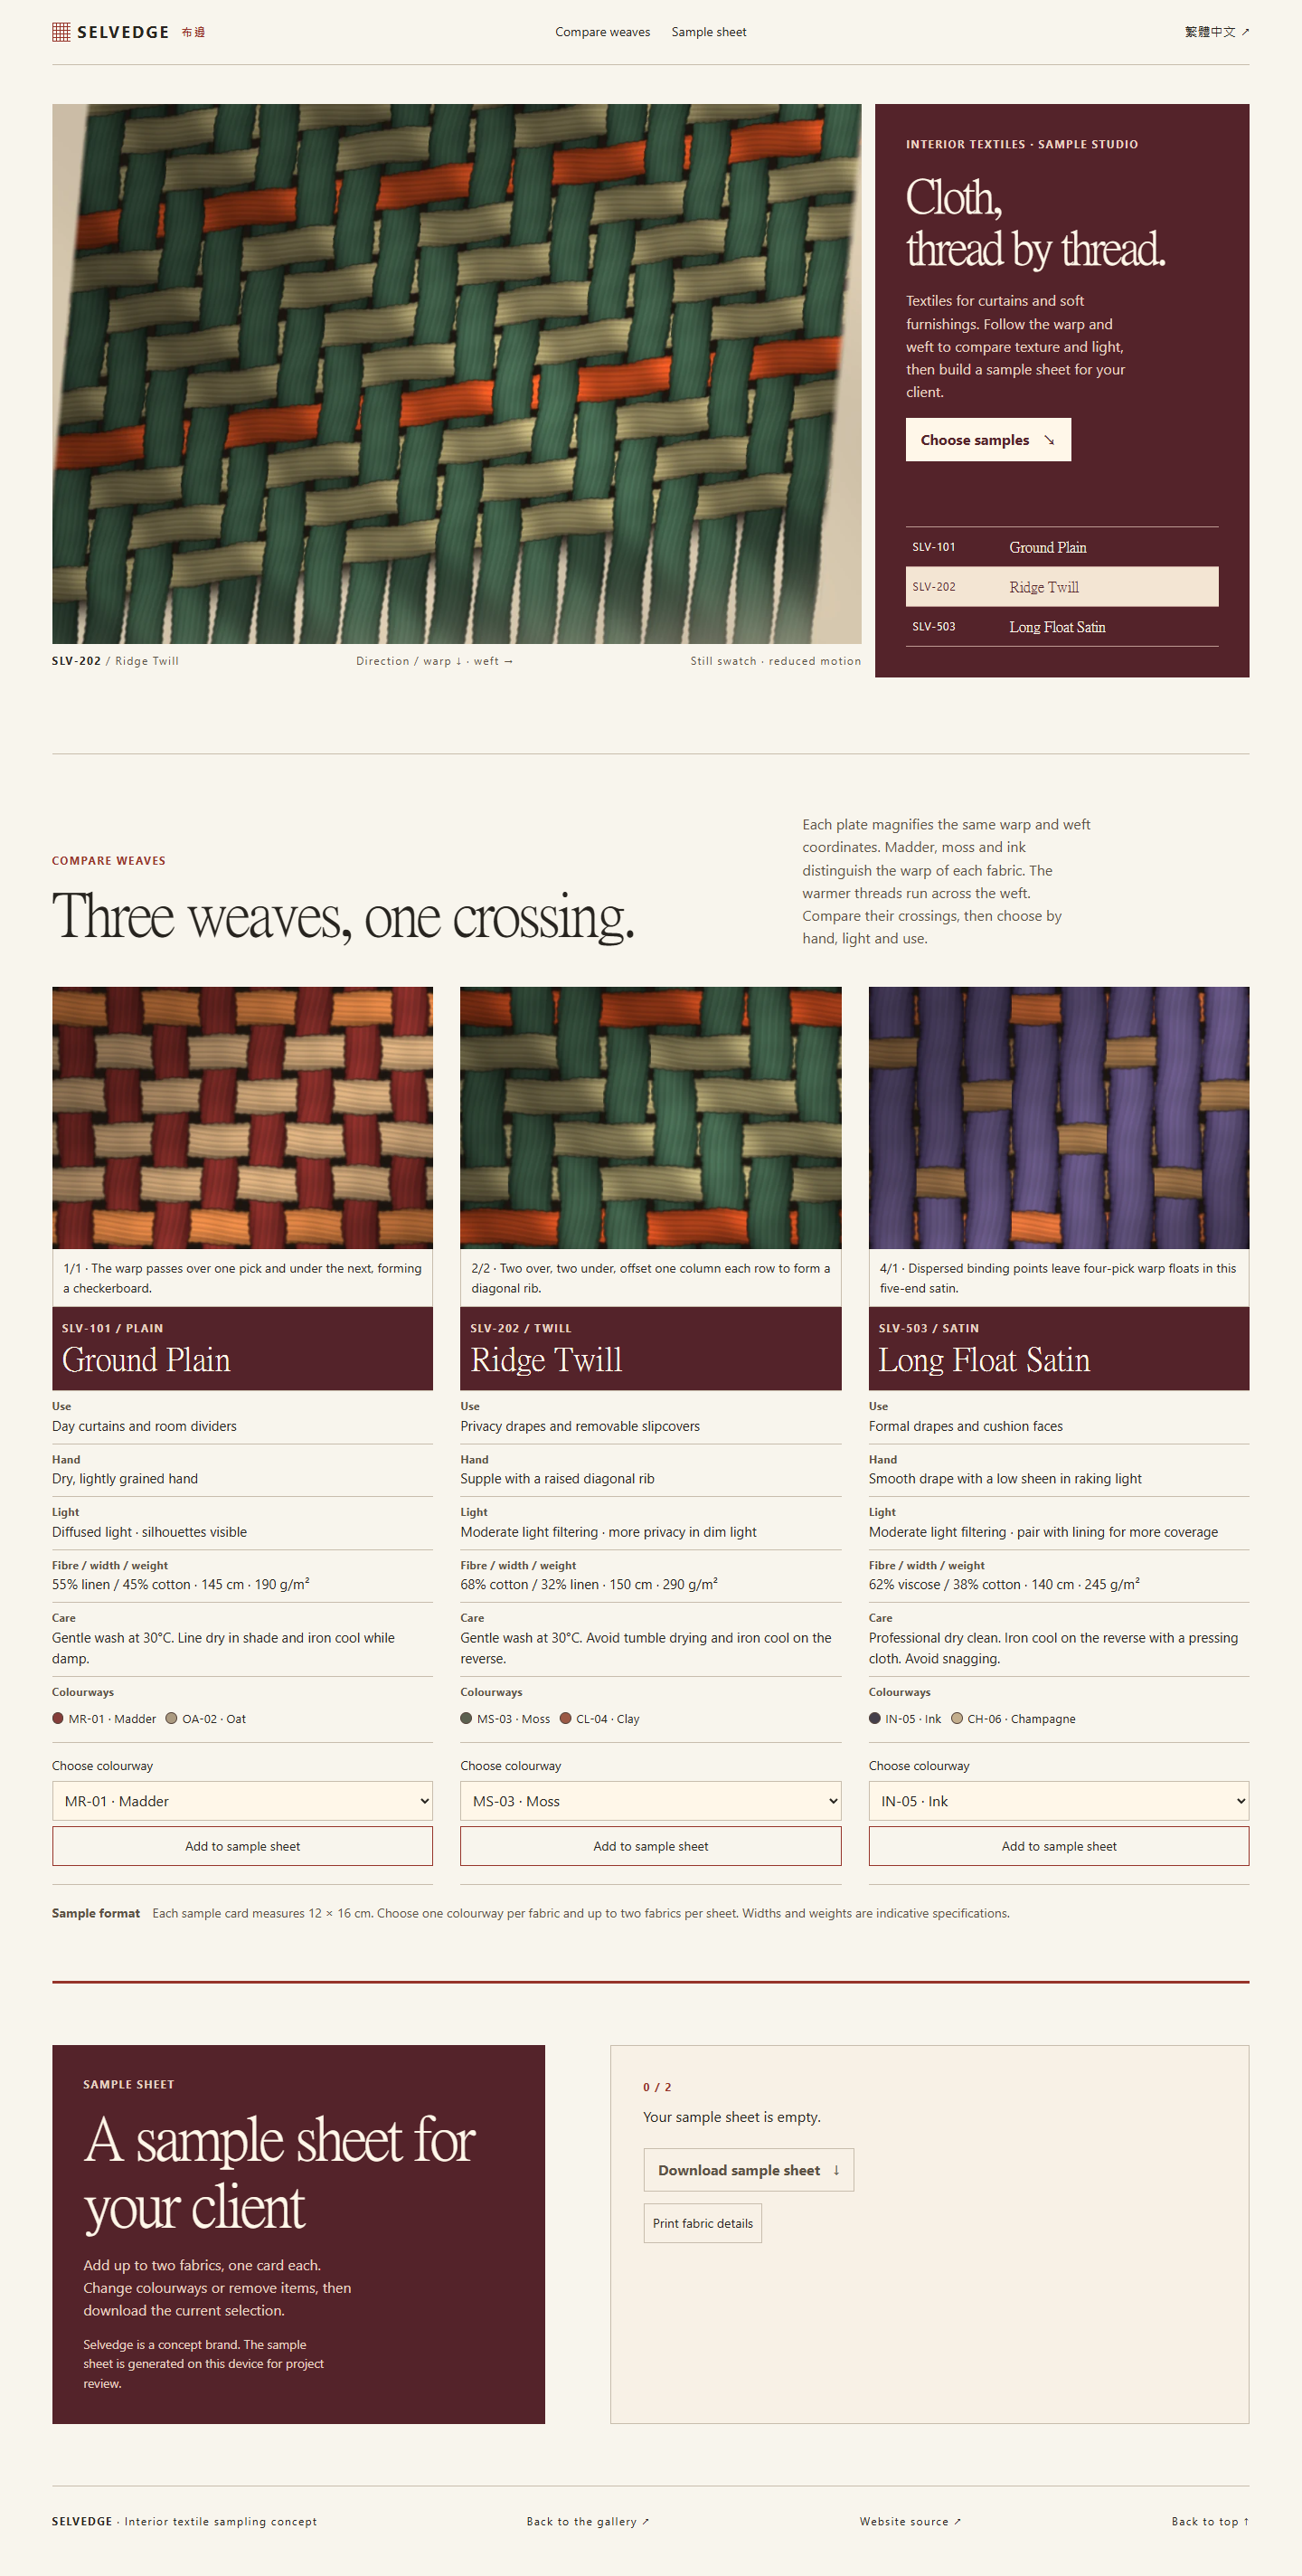 SELVEDGE 布邊
Compare weaves
Sample sheet
繁體中文 ↗
INTERIOR TEXTILES · SAMPLE STUDIO
Cloth,
thread by thread.
Textiles for curtains and soft
furnishings. Follow the warp and
weft to compare texture and light,
then build a sample sheet for your
client.
Choose samples ↘
SLV-101 Ground Plain
SLV-202 Ridge Twill
SLV-503 Long Float Satin
SLV-202 / Ridge Twill
Direction / warp ↓ · weft →
Still swatch · reduced motion
COMPARE WEAVES
Three weaves, one crossing.
Each plate magnifies the same warp and weft
coordinates. Madder, moss and ink
distinguish the warp of each fabric. The
warmer threads run across the weft.
Compare their crossings, then choose by
hand, light and use.
1/1 · The warp passes over one pick and under the next, forming
a checkerboard.
SLV-101 / PLAIN
Ground Plain
Use
Day curtains and room dividers
Hand
Dry, lightly grained hand
Light
Diffused light · silhouettes visible
Fibre / width / weight
55% linen / 45% cotton · 145 cm · 190 g/m²
Care
Gentle wash at 30°C. Line dry in shade and iron cool while
damp.
Colourways
MR-01 · Madder OA-02 · Oat
Choose colourway
MR-01 · Madder
Add to sample sheet
2/2 · Two over, two under, offset one column each row to form a
diagonal rib.
SLV-202 / TWILL
Ridge Twill
Use
Privacy drapes and removable slipcovers
Hand
Supple with a raised diagonal rib
Light
Moderate light filtering · more privacy in dim light
Fibre / width / weight
68% cotton / 32% linen · 150 cm · 290 g/m²
Care
Gentle wash at 30°C. Avoid tumble drying and iron cool on the
reverse.
Colourways
MS-03 · Moss CL-04 · Clay
Choose colourway
MS-03 · Moss
Add to sample sheet
4/1 · Dispersed binding points leave four-pick warp floats in this
five-end satin.
SLV-503 / SATIN
Long Float Satin
Use
Formal drapes and cushion faces
Hand
Smooth drape with a low sheen in raking light
Light
Moderate light filtering · pair with lining for more coverage
Fibre / width / weight
62% viscose / 38% cotton · 140 cm · 245 g/m²
Care
Professional dry clean. Iron cool on the reverse with a pressing
cloth. Avoid snagging.
Colourways
IN-05 · Ink CH-06 · Champagne
Choose colourway
IN-05 · Ink
Add to sample sheet
Sample format Each sample card measures 12 × 16 cm. Choose one colourway per fabric and up to two fabrics per sheet. Widths and weights are indicative specifications.
SAMPLE SHEET
A sample sheet for
your client
Add up to two fabrics, one card each.
Change colourways or remove items, then
download the current selection.
Selvedge is a concept brand. The sample
sheet is generated on this device for project
review.
0 / 2
Your sample sheet is empty.
Download sample sheet ↓
Print fabric details
SELVEDGE · Interior textile sampling concept
Back to the gallery ↗
Website source ↗
Back to top ↑